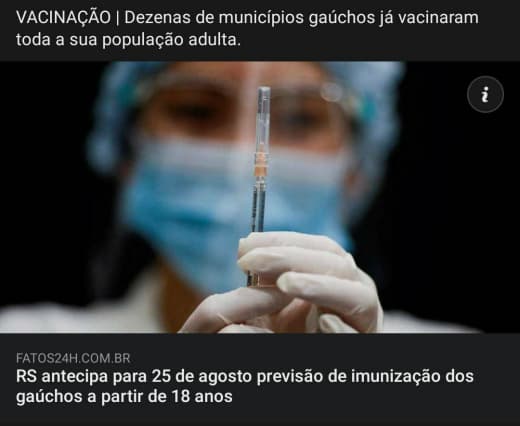 VACINAÇÃO | Dezenas de municípios gaúchos já vacinaram
toda a sua população adulta.
i
FATOS24H.COM.BR
RS antecipa para 25 de agosto previsão de imunização dos
gaúchos a partir de 18 anos